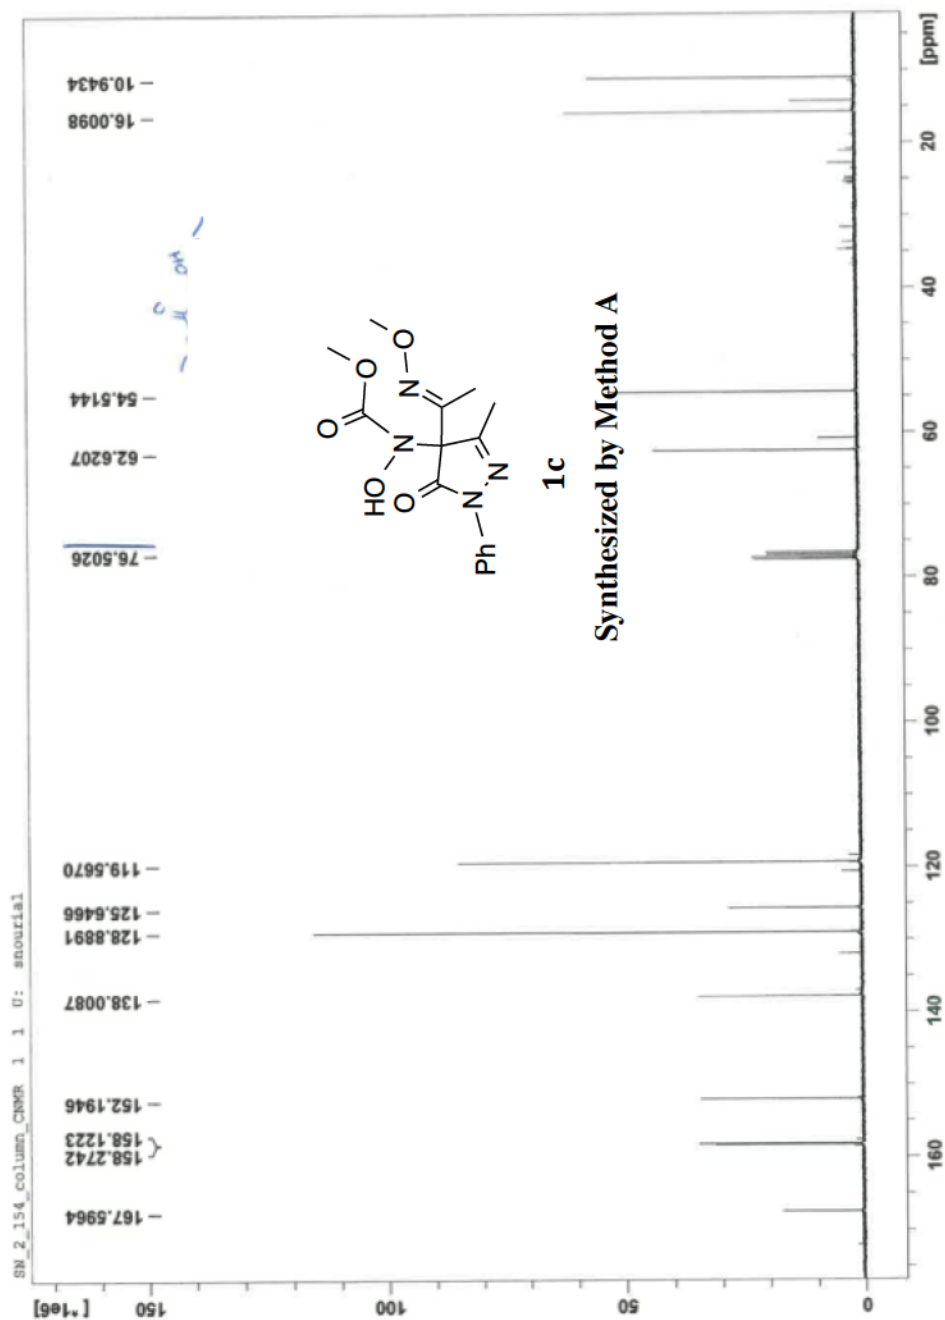 SN_2_154_column_CNMR 1 1 U: snourial
[*1e6]
150
100
50
0
167.5964
158.2742
158.1223
152.1946
138.0087
128.8891
125.6466
119.5670
76.5026
62.6207
54.5144
16.0098
10.9434
O
OH
O
O
HO
N
N
O
O
N
N
Ph
1c
Synthesized by Method A
160
140
120
100
80
60
40
20
[ppm]